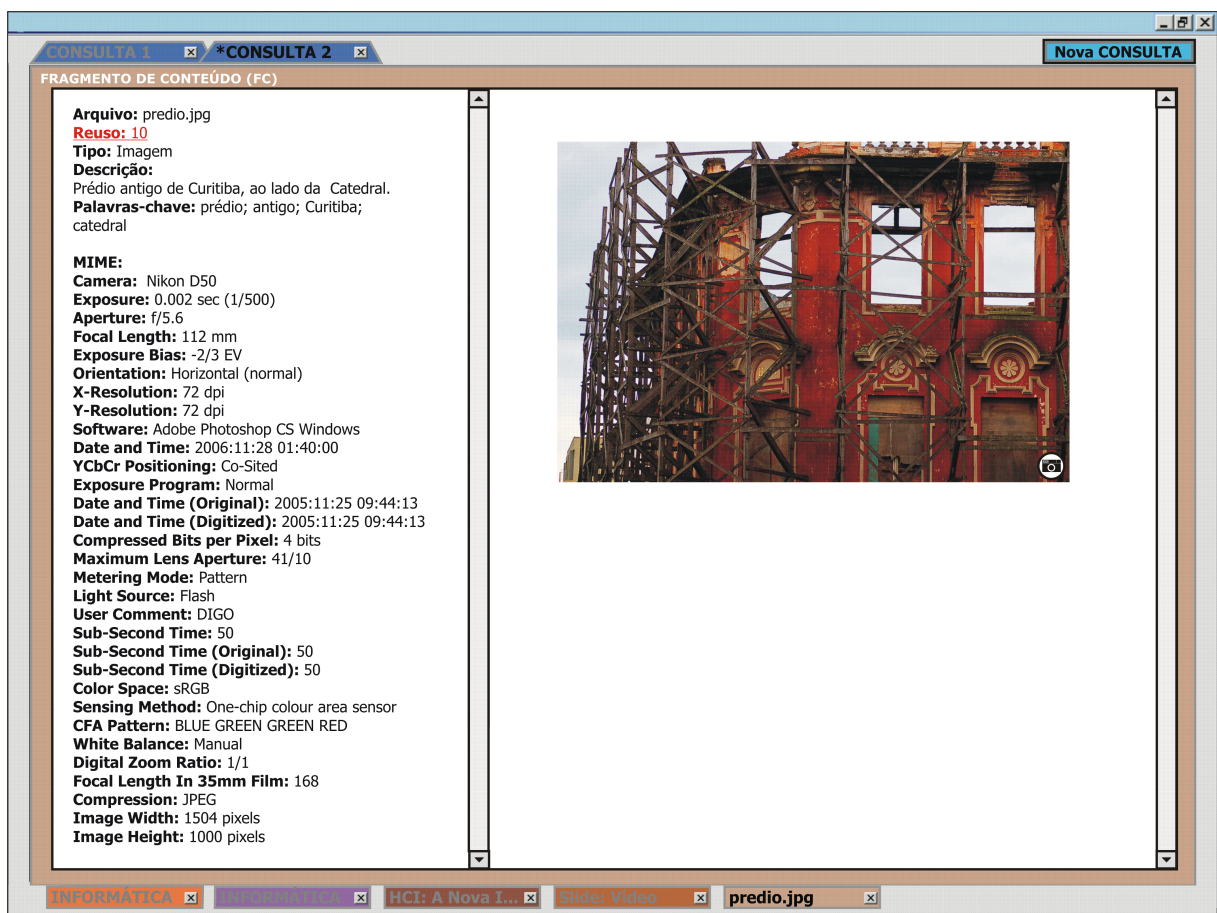 CONSULTA 1
*CONSULTA 2
Nova CONSULTA
FRAGMENTO DE CONTEÚDO (FC)
Arquivo: predio.jpg
Reuso: 10
Tipo: Imagem
Descrição:
Prédio antigo de Curitiba, ao lado da Catedral.
Palavras-chave: prédio; antigo; Curitiba;
catedral
MIME:
Camera: Nikon D50
Exposure: 0.002 sec (1/500)
Aperture: f/5.6
Focal Length: 112 mm
Exposure Bias: -2/3 EV
Orientation: Horizontal (normal)
X-Resolution: 72 dpi
Y-Resolution: 72 dpi
Software: Adobe Photoshop CS Windows
Date and Time: 2006:11:28 01:40:00
YCbCr Positioning: Co-Sited
Exposure Program: Normal
Date and Time (Original): 2005:11:25 09:44:13
Date and Time (Digitized): 2005:11:25 09:44:13
Compressed Bits per Pixel: 4 bits
Maximum Lens Aperture: 41/10
Metering Mode: Pattern
Light Source: Flash
User Comment: DIGO
Sub-Second Time: 50
Sub-Second Time (Original): 50
Sub-Second Time (Digitized): 50
Color Space: sRGB
Sensing Method: One-chip colour area sensor
CFA Pattern: BLUE GREEN GREEN RED
White Balance: Manual
Digital Zoom Ratio: 1/1
Focal Length In 35mm Film: 168
Compression: JPEG
Image Width: 1504 pixels
Image Height: 1000 pixels
INFORMÁTICA
INFORMÁTICA
HCI: A Nova I...
Slide: Vídeo
predio.jpg